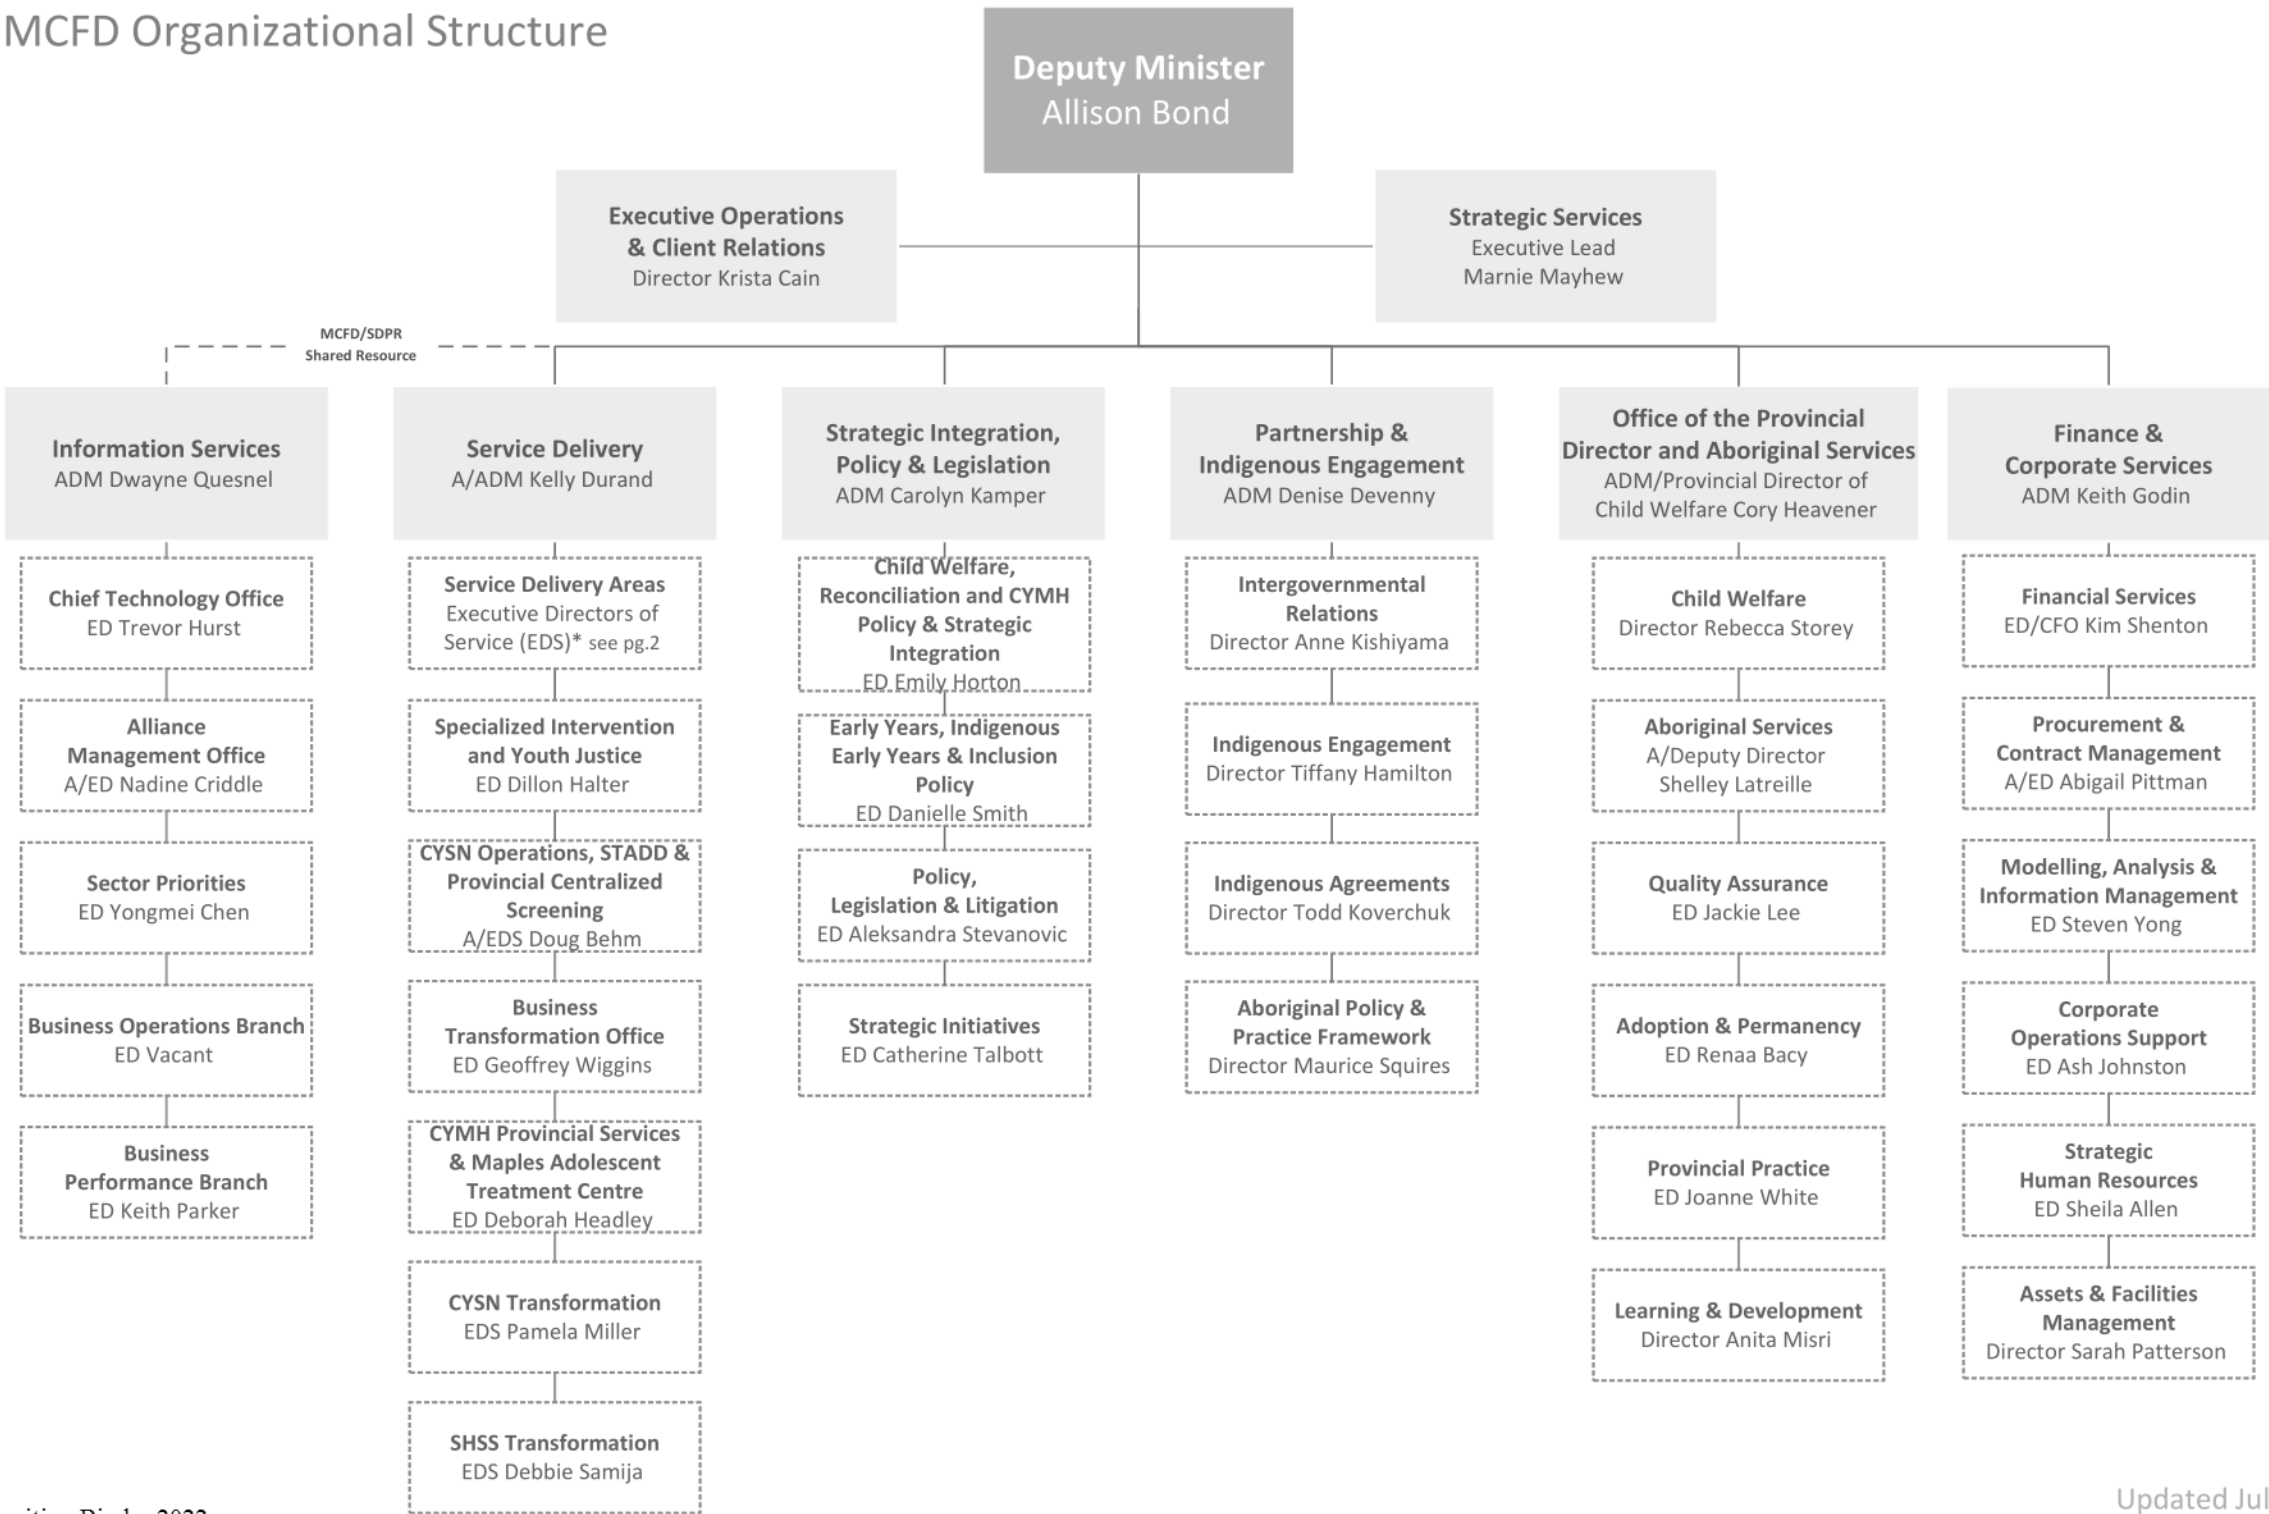 MCFD Organizational Structure
Deputy Minister
Allison Bond
Executive Operations
& Client Relations
Director Krista Cain
Strategic Services
Executive Lead
Marnie Mayhew
MCFD/SDPR
Shared Resource
Information Services
ADM Dwayne Quesnel
Chief Technology Office
ED Trevor Hurst
Alliance
Management Office
A/ED Nadine Criddle
Sector Priorities
ED Yongmei Chen
Business Operations Branch
ED Vacant
Business
Performance Branch
ED Keith Parker
Service Delivery
A/ADM Kelly Durand
Service Delivery Areas
Executive Directors of
Service (EDS)* see pg.2
Specialized Intervention
and Youth Justice
ED Dillon Halter
CYSN Operations, STADD &
Provincial Centralized
Screening
A/EDS Doug Behm
Business
Transformation Office
ED Geoffrey Wiggins
CYMH Provincial Services
& Maples Adolescent
Treatment Centre
ED Deborah Headley
CYSN Transformation
EDS Pamela Miller
SHSS Transformation
EDS Debbie Samija
Strategic Integration,
Policy & Legislation
ADM Carolyn Kamper
Child Welfare,
Reconciliation and CYMH
Policy & Strategic
Integration
ED Emily Horton
Early Years, Indigenous
Early Years & Inclusion
Policy
ED Danielle Smith
Policy,
Legislation & Litigation
ED Aleksandra Stevanovic
Strategic Initiatives
ED Catherine Talbott
Partnership &
Indigenous Engagement
ADM Denise Devenny
Intergovernmental
Relations
Director Anne Kishiyama
Indigenous Engagement
Director Tiffany Hamilton
Indigenous Agreements
Director Todd Koverchuk
Aboriginal Policy &
Practice Framework
Director Maurice Squires
Office of the Provincial
Director and Aboriginal Services
ADM/Provincial Director of
Child Welfare Cory Heavener
Child Welfare
Director Rebecca Storey
Aboriginal Services
A/Deputy Director
Shelley Latreille
Quality Assurance
ED Jackie Lee
Adoption & Permanency
ED Renaa Bacy
Provincial Practice
ED Joanne White
Learning & Development
Director Anita Misri
Finance &
Corporate Services
ADM Keith Godin
Financial Services
ED/CFO Kim Shenton
Procurement &
Contract Management
A/ED Abigail Pittman
Modelling, Analysis &
Information Management
ED Steven Yong
Corporate
Operations Support
ED Ash Johnston
Strategic
Human Resources
ED Sheila Allen
Assets & Facilities
Management
Director Sarah Patterson
Updated Jul